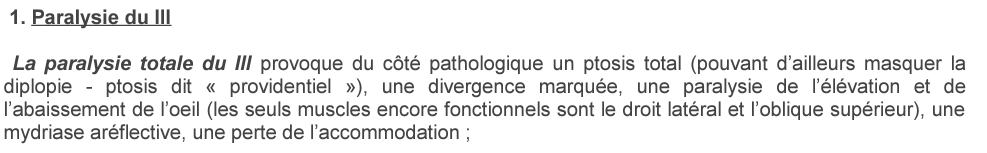 1. Paralysie du III
La paralysie totale du III provoque du côté pathologique un ptosis total (pouvant d’ailleurs masquer la
diplopie - ptosis dit « providentiel »), une divergence marquée, une paralysie de l’élévation et de
l’abaissement de l’oeil (les seuls muscles encore fonctionnels sont le droit latéral et l’oblique supérieur), une
mydriase aréflective, une perte de l’accommodation ;